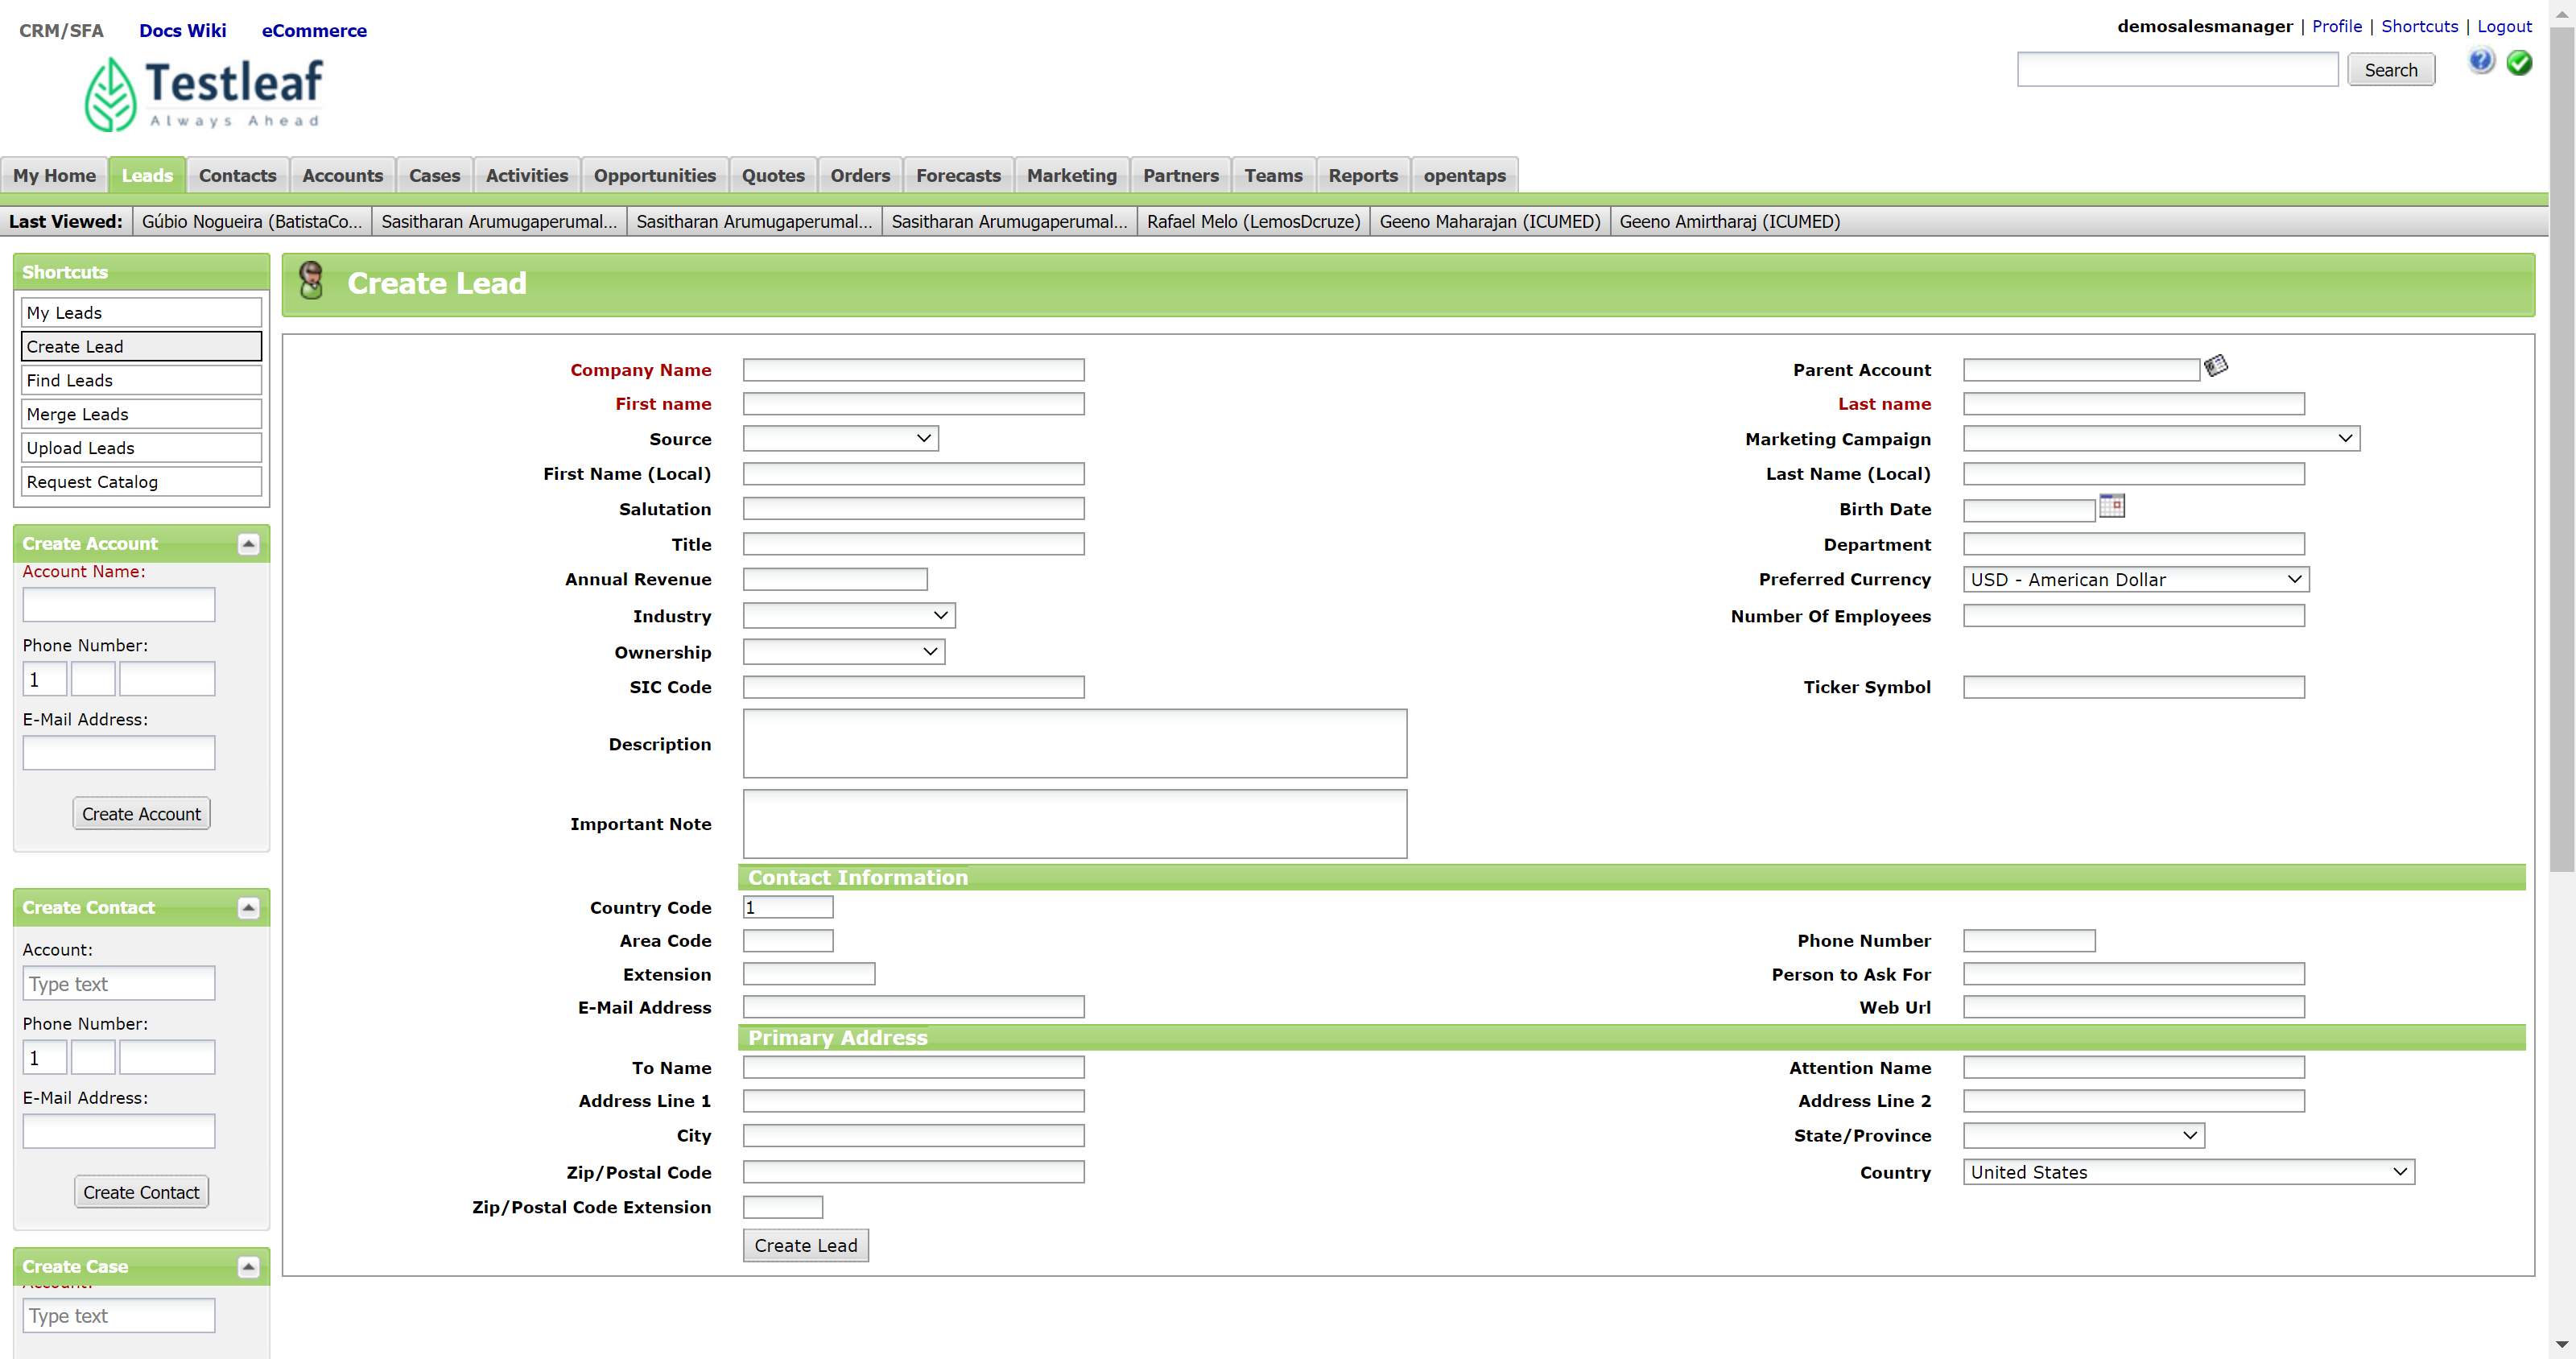 CRM/SFA Docs Wiki eCommerce
demosalesmanager | Profile | Shortcuts | Logout
Testleaf
Always Ahead
Search
My Home Leads Contacts Accounts Cases Activities Opportunities Quotes Orders Forecasts Marketing Partners Teams Reports opentaps
Last Viewed: Gúbio Nogueira (BatistaCo... Sasitharan Arumugaperumal... Sasitharan Arumugaperumal... Sasitharan Arumugaperumal... Rafael Melo (LemosDcruze) Geeno Maharajan (ICUMED) Geeno Amirtharaj (ICUMED)
Shortcuts
My Leads
Create Lead
Find Leads
Merge Leads
Upload Leads
Request Catalog
Create Account
Account Name:
Phone Number:
1
E-Mail Address:
Create Account
Create Contact
Account:
Type text
Phone Number:
1
E-Mail Address:
Create Contact
Create Case
Account:
Type text
Create Lead
Company Name Parent Account
First name Last name
Source Marketing Campaign
First Name (Local) Last Name (Local)
Salutation Birth Date
Title Department
Annual Revenue Preferred Currency USD - American Dollar
Industry Number Of Employees
Ownership
SIC Code Ticker Symbol
Description
Important Note
Contact Information
Country Code 1
Area Code Phone Number
Extension Person to Ask For
E-Mail Address Web Url
Primary Address
To Name Attention Name
Address Line 1 Address Line 2
City State/Province
Zip/Postal Code Country United States
Zip/Postal Code Extension
Create Lead